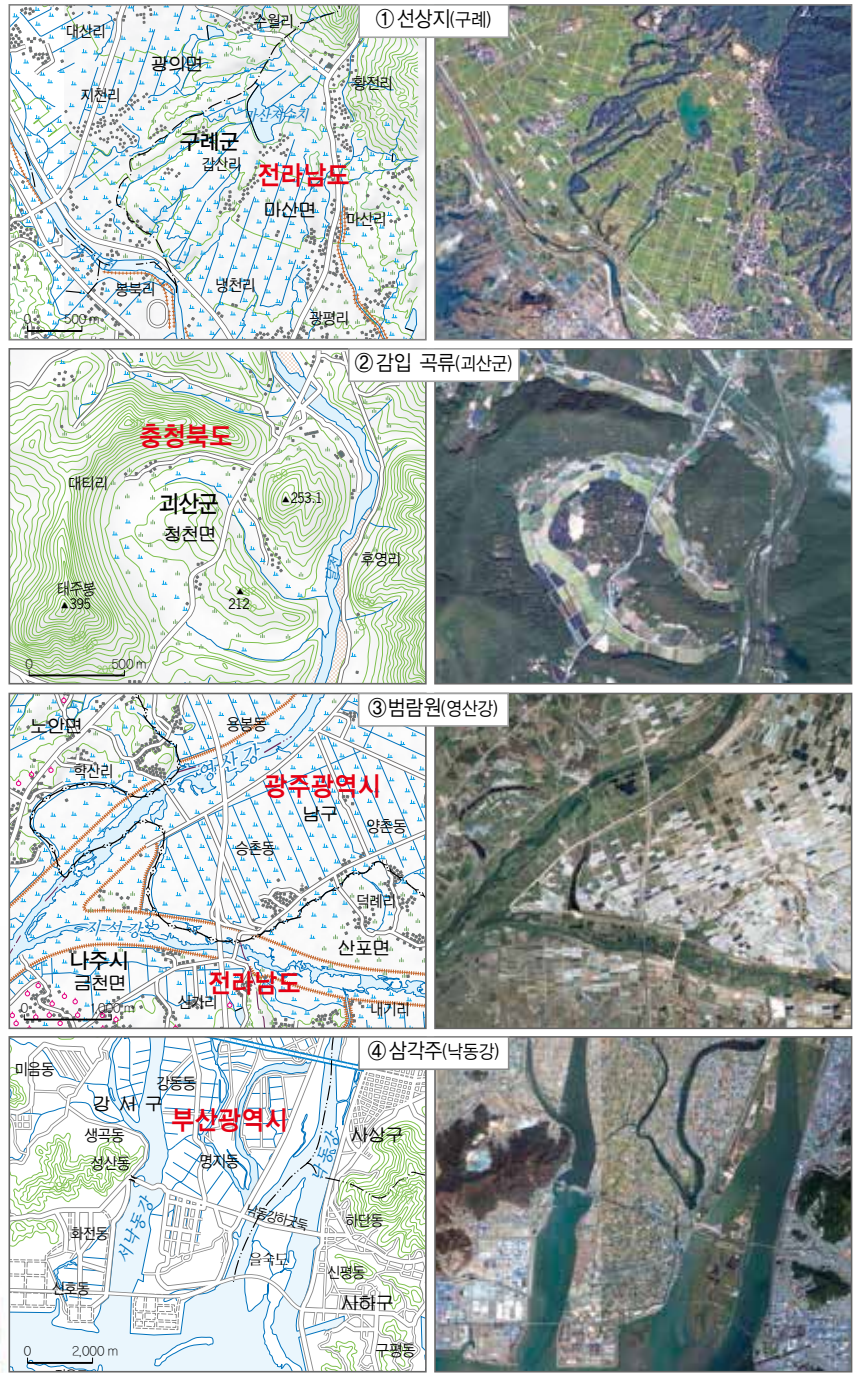 ① 선상지(구례)
대산리
수월리
광의면
지천리
황전리
마산저수지
구례군
갑산리
전라남도
마산면
마산리
봉북리
냉천리
광평리
0 500 m
② 감입 곡류(괴산군)
충청북도
대티리
괴산군
▲253.1
청천면
후영리
달천
태주봉
▲395
▲
212
0 500 m
③ 범람원(영산강)
노안면
용봉동
영산강
학산리
광주광역시
남구
양촌동
승촌동
덕례리
지석강
산포면
나주시
금천면
전라남도
신가리
내기리
④ 삼각주(낙동강)
미음동
강동동
강서구
부산광역시
사상구
생곡동
성산동
명지동
낙동강
서낙동강
낙동강하굿둑
하단동
화전동
을숙도
신평동
신호동
사하구
구평동
0 2,000 m